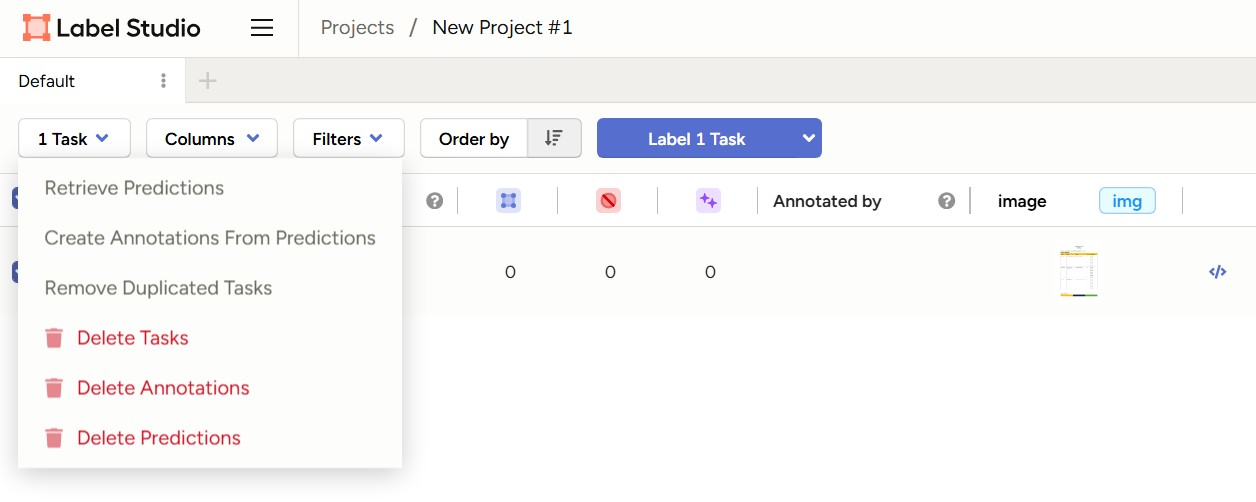 Label Studio
Projects / New Project #1
Default
1 Task Columns Filters Order by Label 1 Task
Retrieve Predictions
? Annotated by ? image img
Create Annotations From Predictions
0 0 0 </>
Remove Duplicated Tasks
Delete Tasks
Delete Annotations
Delete Predictions